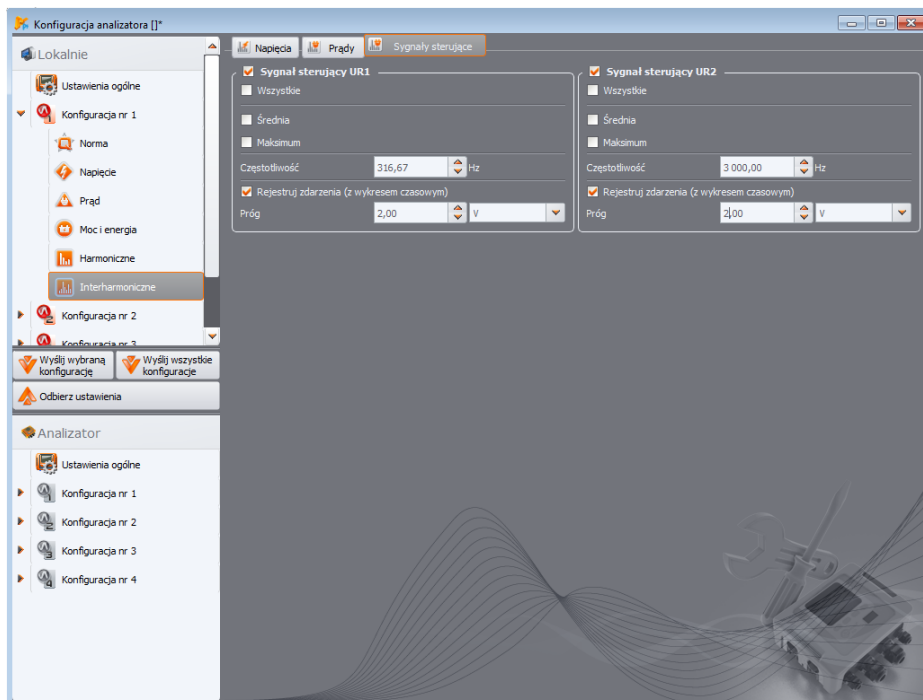 Konfiguracja analizatora []*
Lokalnie
Ustawienia ogólne
Konfiguracja nr 1
Norma
Napięcie
Prąd
Moc i energia
Harmoniczne
Interharmoniczne
Konfiguracja nr 2
Konfiguracja nr 3
Wyślij wybraną
konfigurację
Wyślij wszystkie
konfiguracje
Odbierz ustawienia
Analizator
Ustawienia ogólne
Konfiguracja nr 1
Konfiguracja nr 2
Konfiguracja nr 3
Konfiguracja nr 4
Napięcia Prądy Sygnały sterujące
Sygnał sterujący UR1
Wszystkie
Średnia
Maksimum
Częstotliwość 316,67 Hz
Rejestruj zdarzenia (z wykresem czasowym)
Próg 2,00 V
Sygnał sterujący UR2
Wszystkie
Średnia
Maksimum
Częstotliwość 3 000,00 Hz
Rejestruj zdarzenia (z wykresem czasowym)
Próg 2,00 V